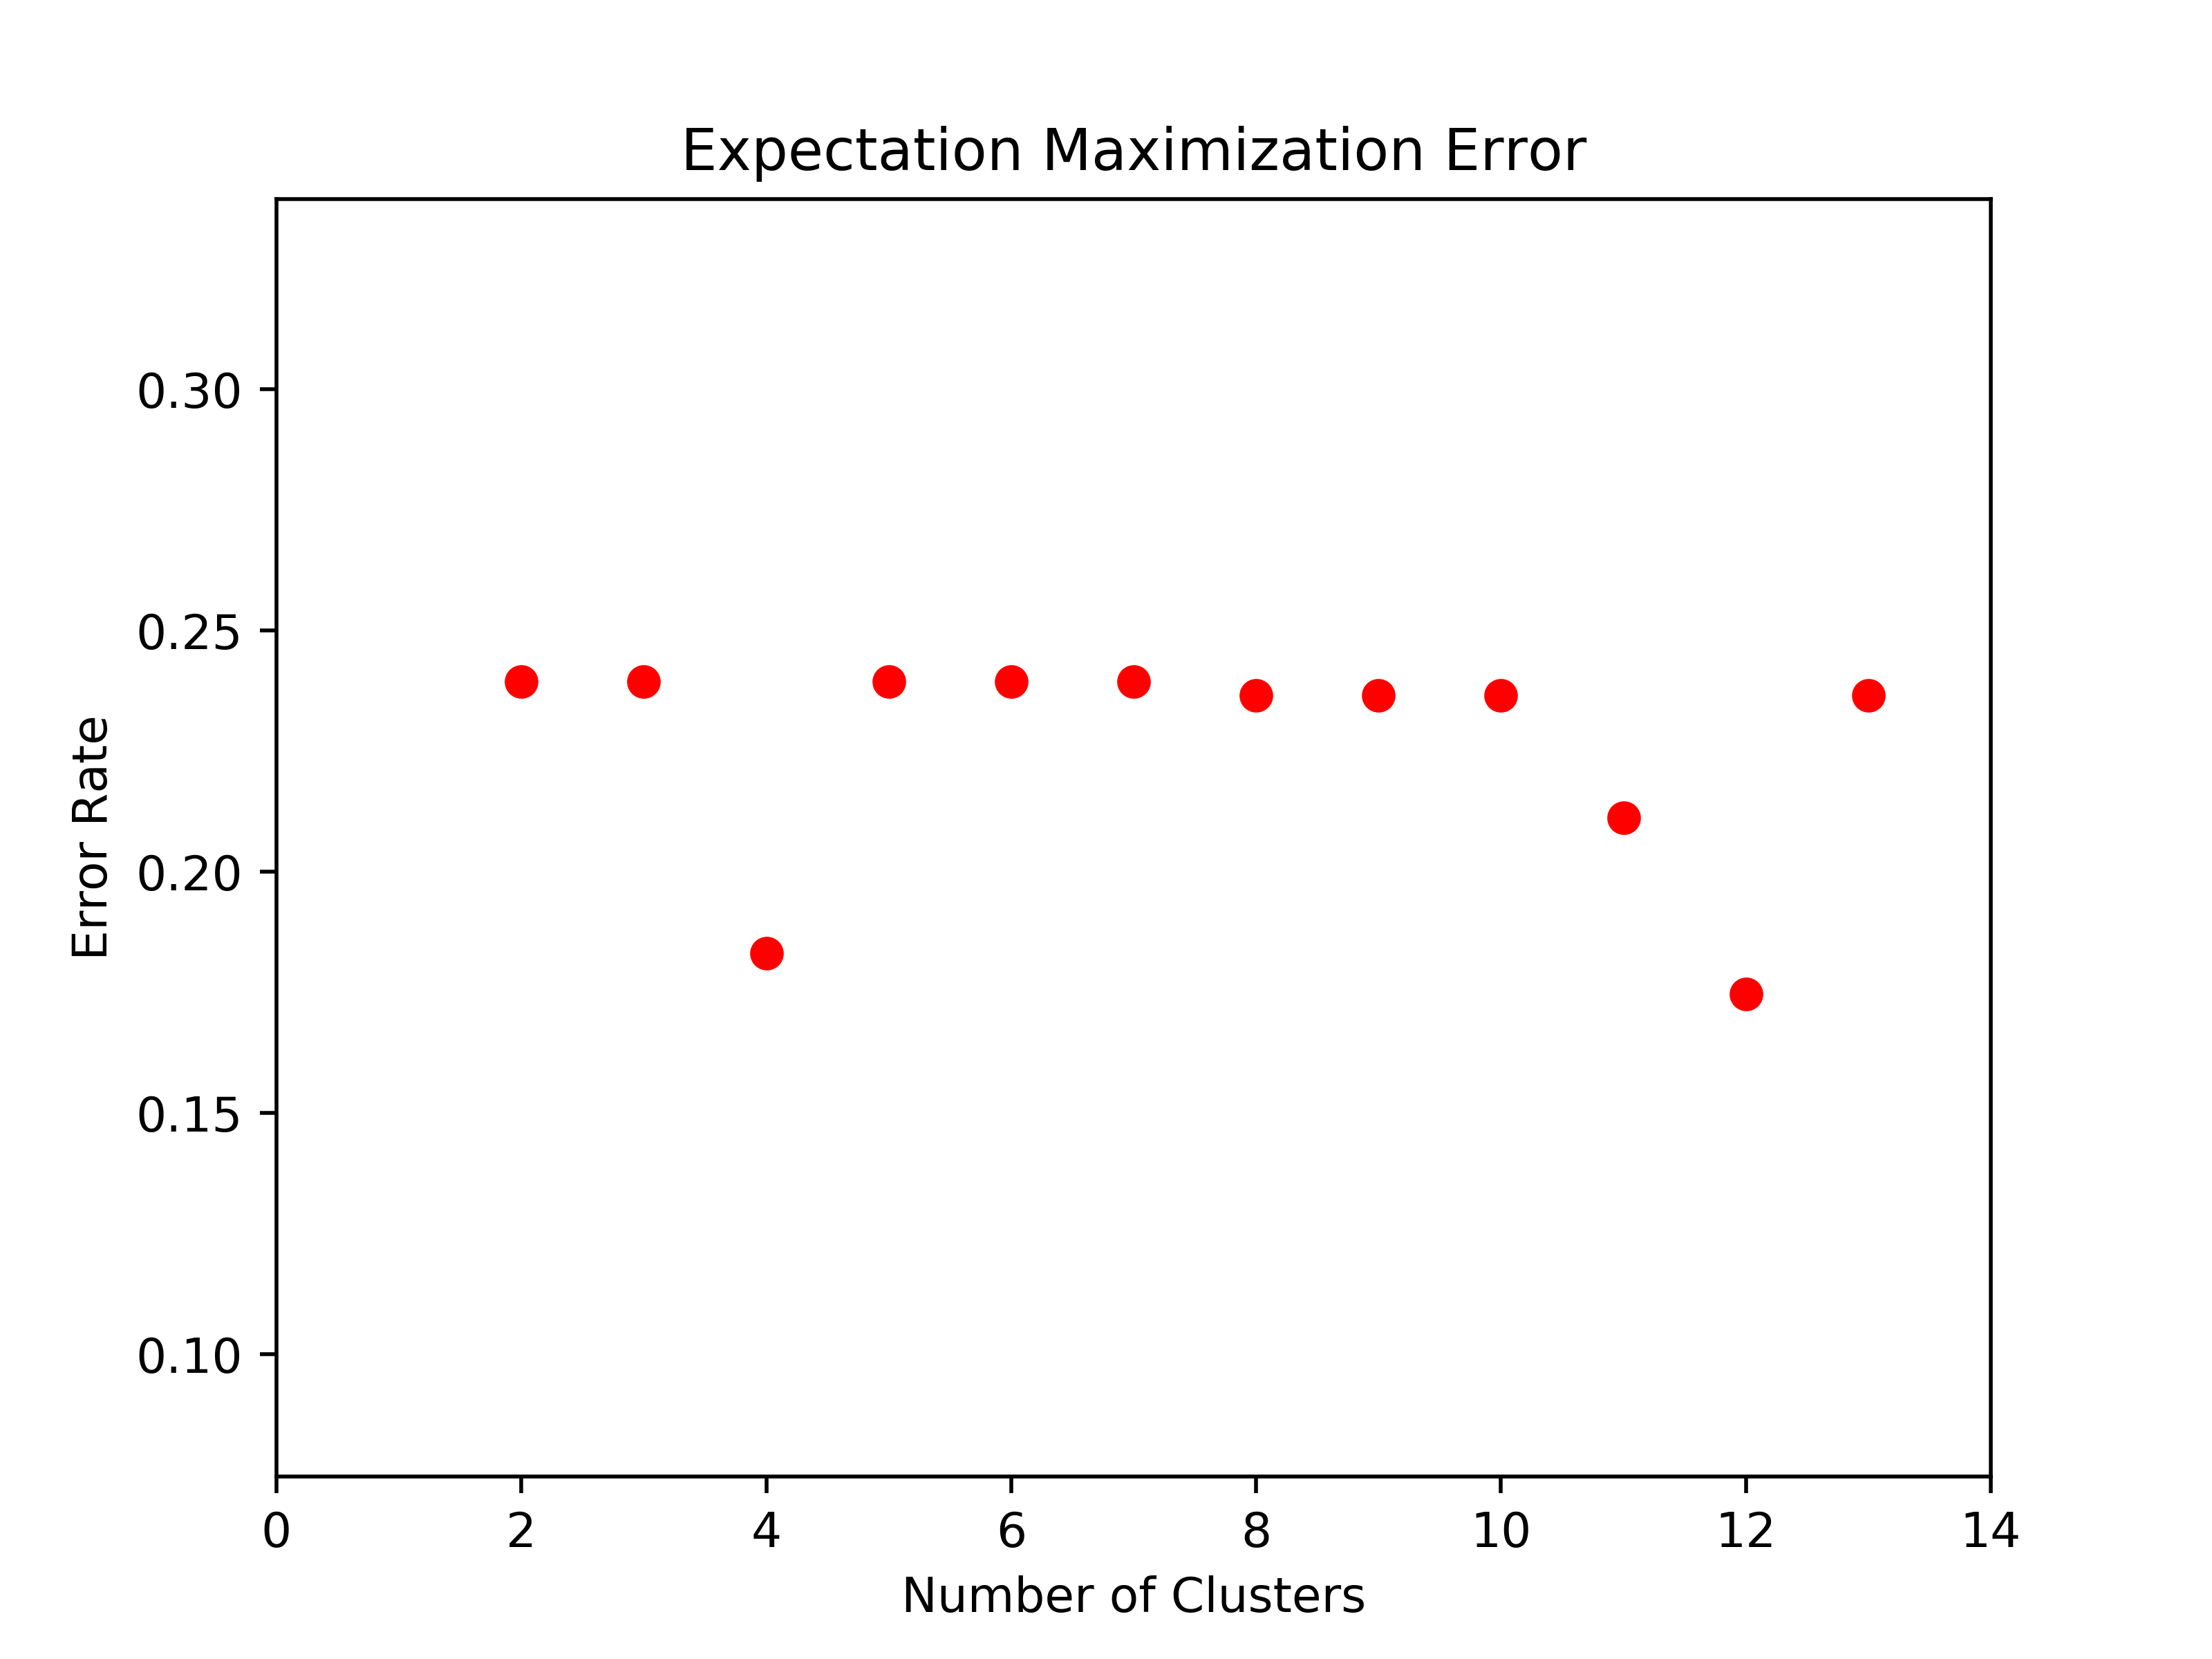 Expectation Maximization Error
0.30
0.25
0.20
0.15
0.10
Error Rate
0 2 4 6 8 10 12 14
Number of Clusters